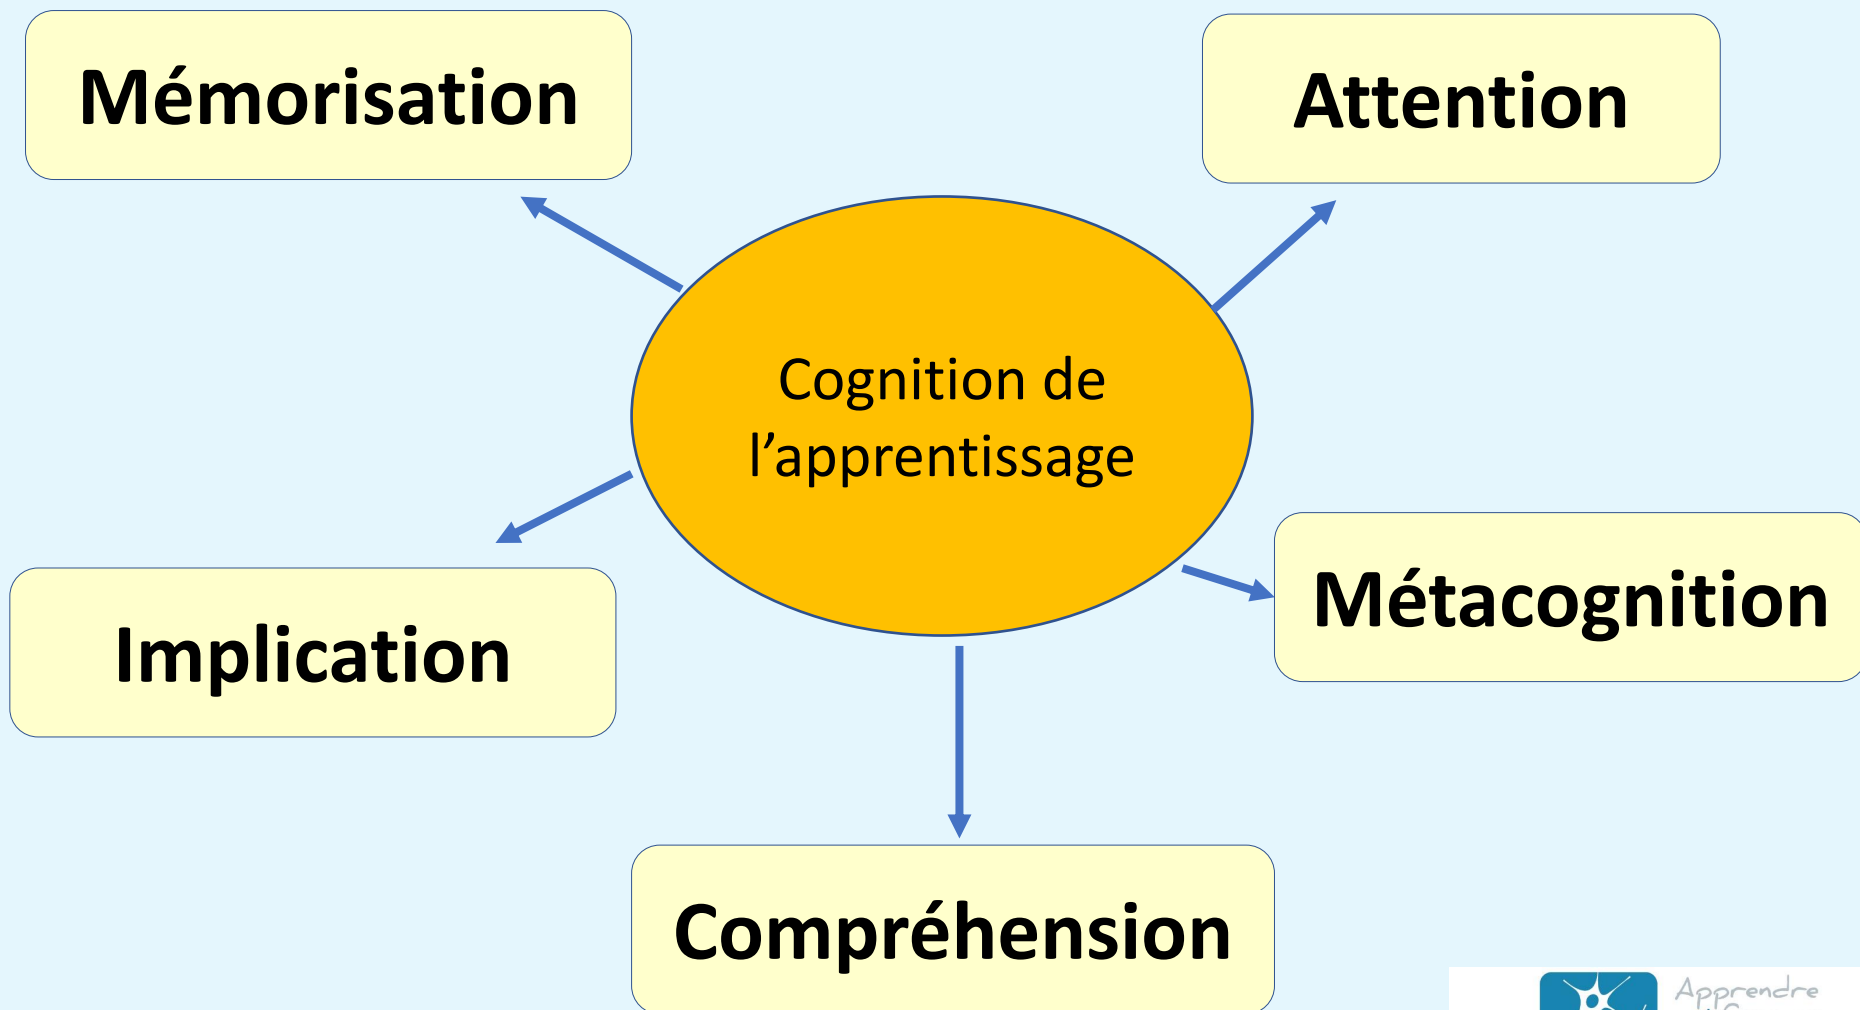 Mémorisation
Attention
Cognition de
l’apprentissage
Métacognition
Implication
Compréhension
Apprendre